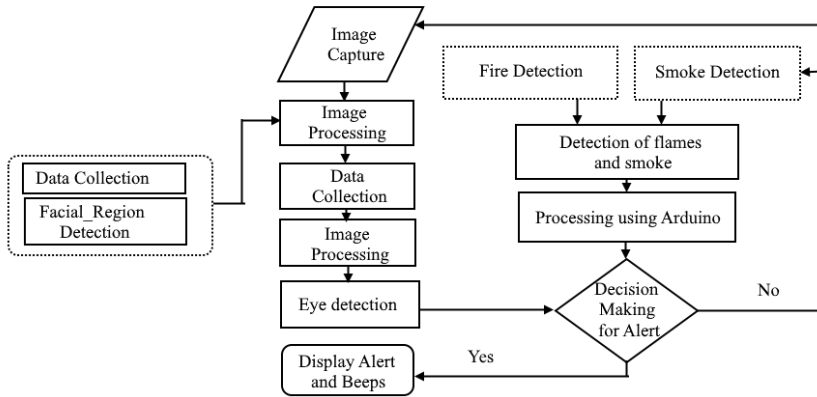 Image
Capture
Fire Detection
Smoke Detection
Image
Processing
Detection of flames
and smoke
Data Collection
Facial_Region
Detection
Data
Collection
Processing using Arduino
Image
Processing
Eye detection
Decision
Making
for Alert
No
Yes
Display Alert
and Beeps